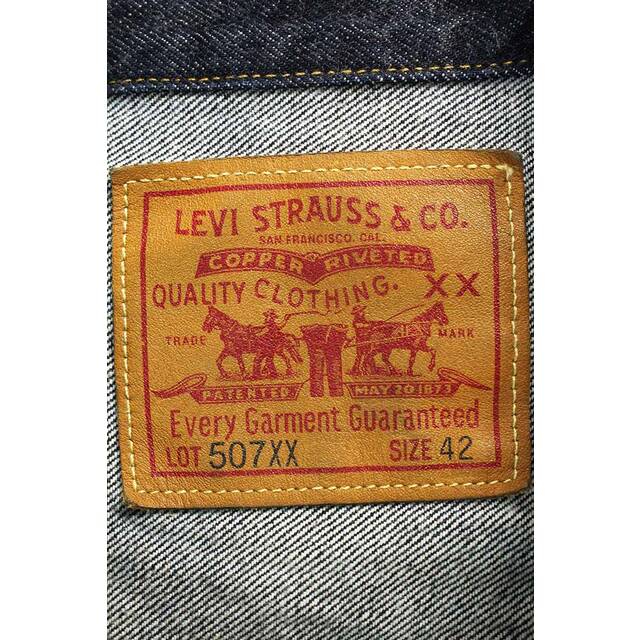 LEVI STRAUSS & CO.
SAN FRANCISCO, CAL.
COPPER RIVETED
QUALITY CLOTHING. XX
TRADE MARK
PATENTED MAY 20 1873
Every Garment Guaranteed
LOT 507XX SIZE 42